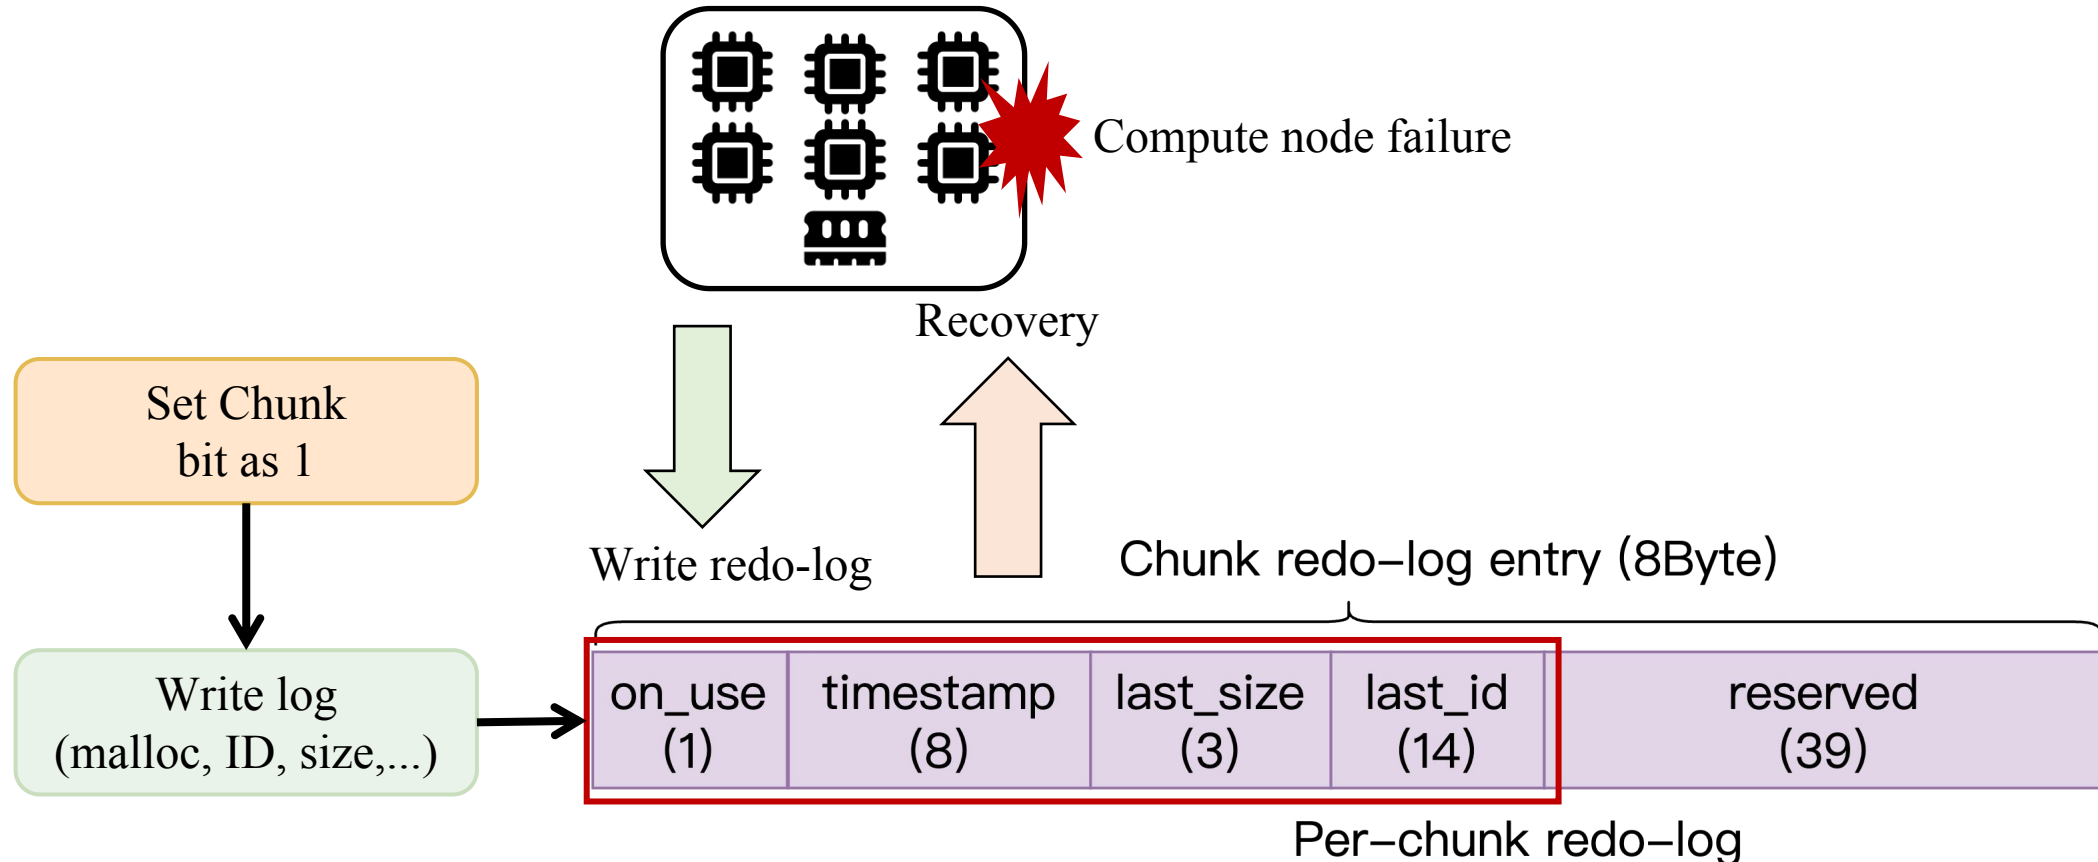 Compute node failure
Recovery
Set Chunk
bit as 1
Write redo-log
Chunk redo-log entry (8Byte)
Write log
(malloc, ID, size,...)
on_use
(1)
timestamp
(8)
last_size
(3)
last_id
(14)
reserved
(39)
Per-chunk redo-log